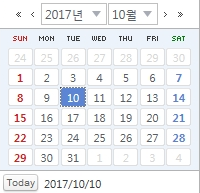 « ‹ 2017년 10월 › »
SUN MON TUE WED THU FRI SAT
24 25 26 27 28 29 30
1 2 3 4 5 6 7
8 9 10 11 12 13 14
15 16 17 18 19 20 21
22 23 24 25 26 27 28
29 30 31 1 2 3 4
Today 2017/10/10